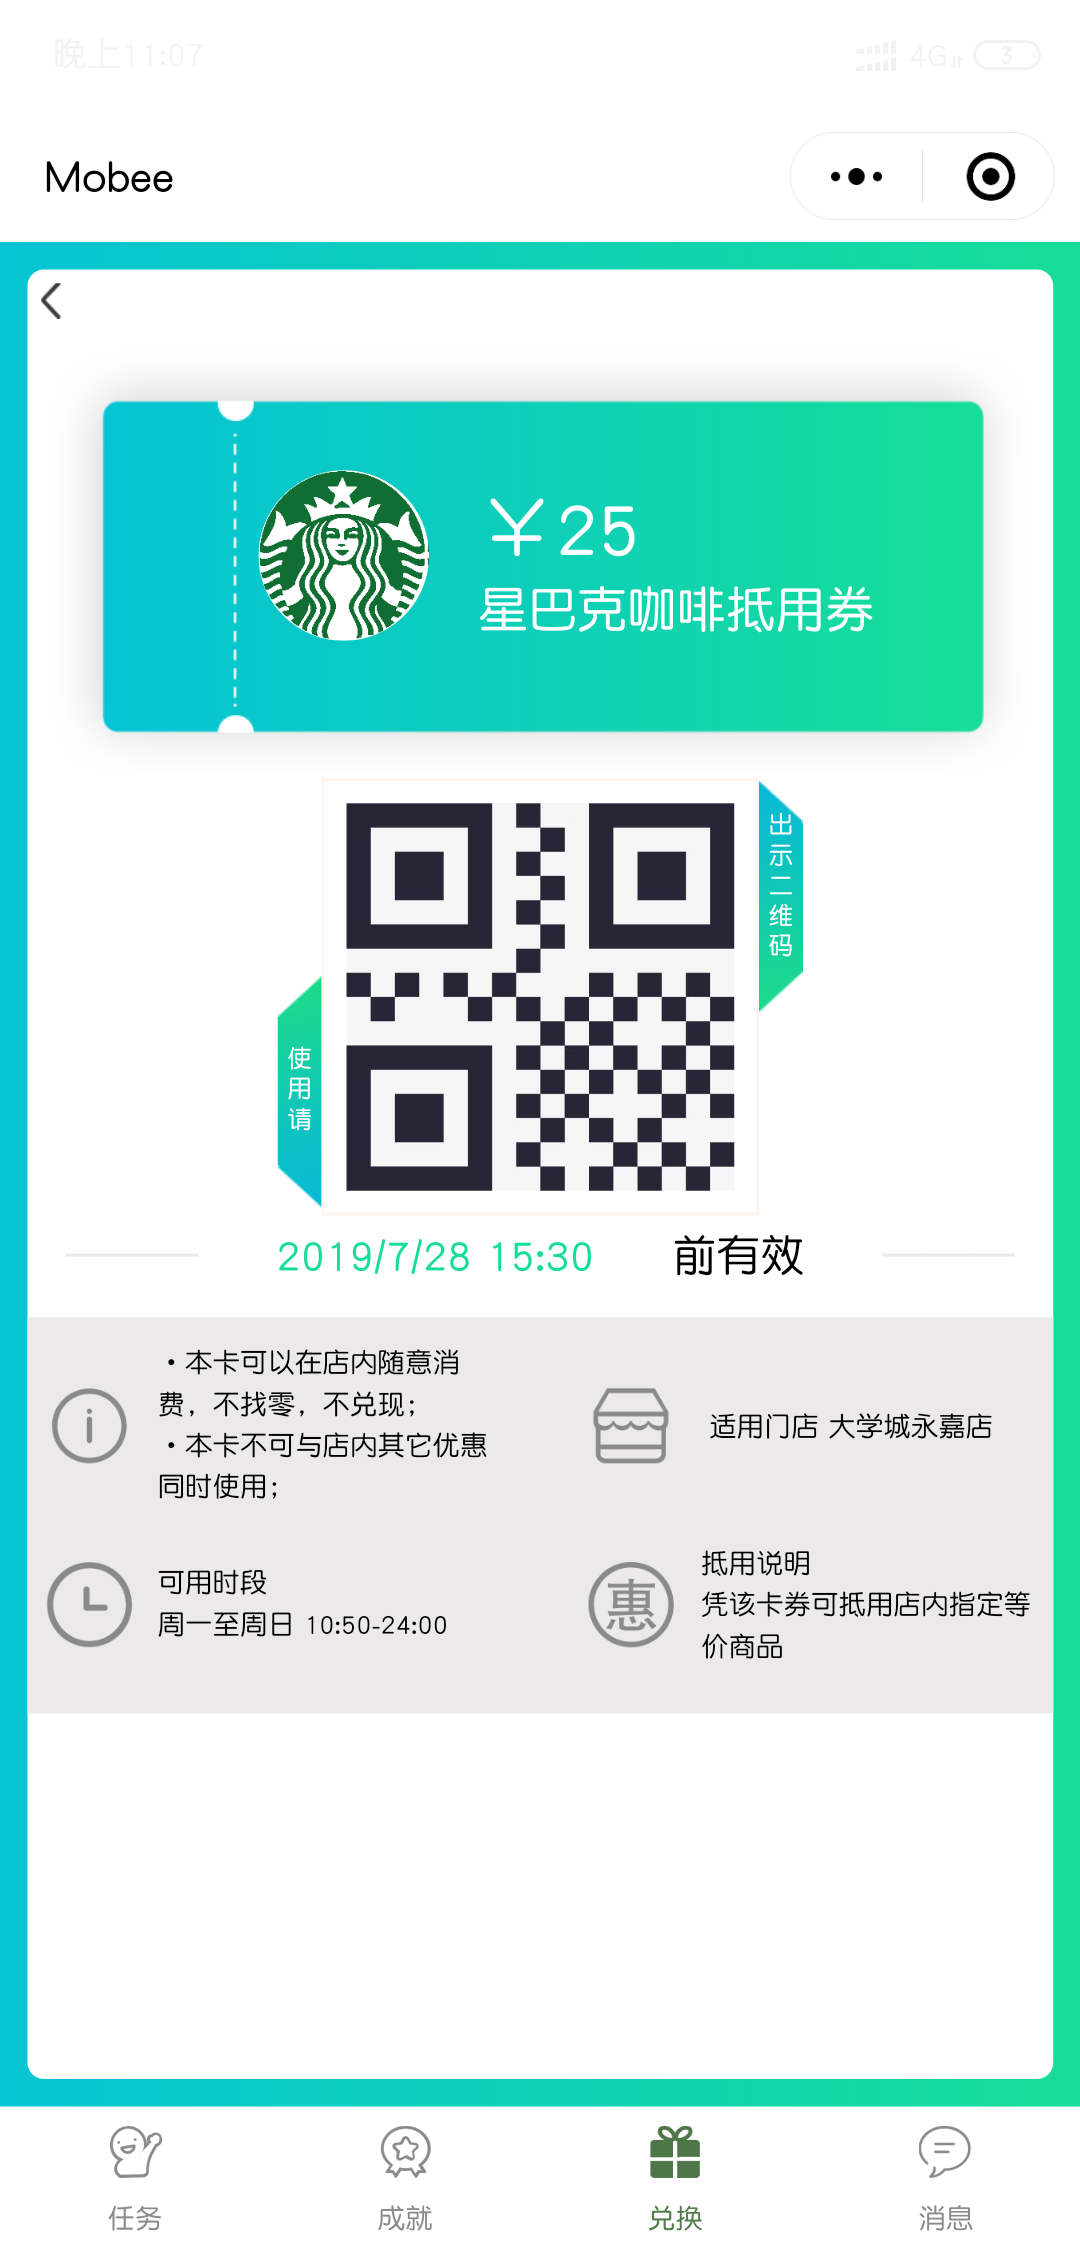 晚上11:07
4G
3
Mobee
¥25
星巴克咖啡抵用券
出示二维码
使用请
2019/7/28 15:30 前有效
·本卡可以在店内随意消
费，不找零，不兑现；
·本卡不可与店内其它优惠
同时使用；
适用门店 大学城永嘉店
可用时段
周一至周日 10:50-24:00
惠
抵用说明
凭该卡券可抵用店内指定等
价商品
任务
成就
兑换
消息